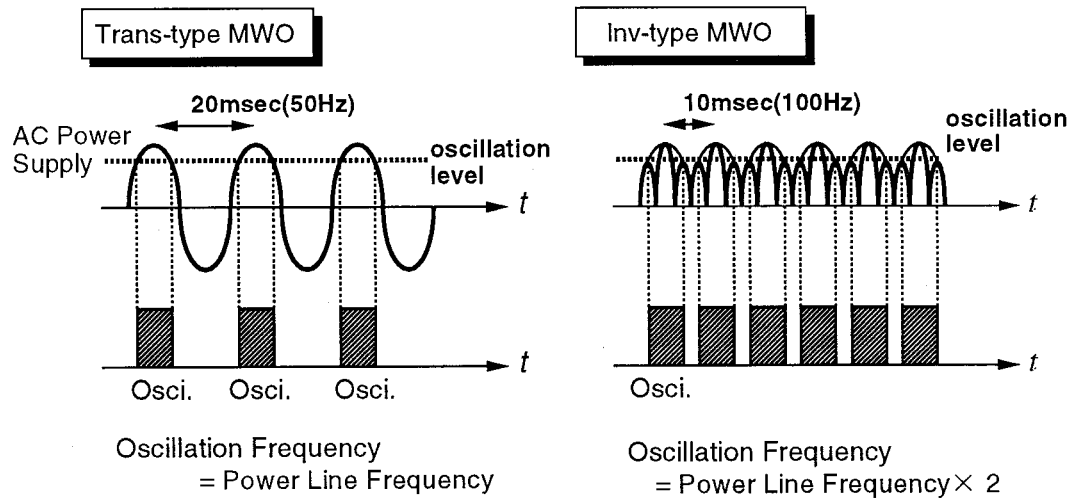 Trans-type MWO
20msec(50Hz)
AC Power
Supply
oscillation
level
t
t
Osci.
Osci.
Osci.
Oscillation Frequency
= Power Line Frequency
Inv-type MWO
10msec(100Hz)
oscillation
level
t
t
Osci.
Oscillation Frequency
= Power Line Frequency× 2